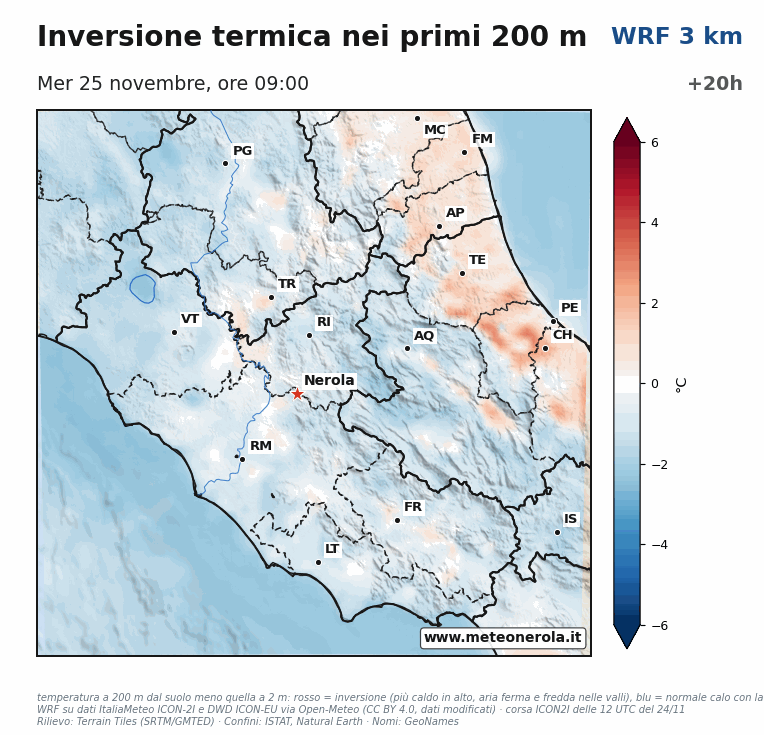 Inversione termica nei primi 200 m WRF 3 km
Mer 25 novembre, ore 09:00 +20h
MC
FM
PG
AP
TE
TR
PE
VT
RI
AQ
CH
Nerola
RM
FR
IS
LT
6
4
2
0
−2
−4
−6
°C
www.meteonerola.it
temperatura a 200 m dal suolo meno quella a 2 m: rosso = inversione (più caldo in alto, aria ferma e fredda nelle valli), blu = normale calo con la
WRF su dati ItaliaMeteo ICON-2I e DWD ICON-EU via Open-Meteo (CC BY 4.0, dati modificati) · corsa ICON2I delle 12 UTC del 24/11
Rilievo: Terrain Tiles (SRTM/GMTED) · Confini: ISTAT, Natural Earth · Nomi: GeoNames